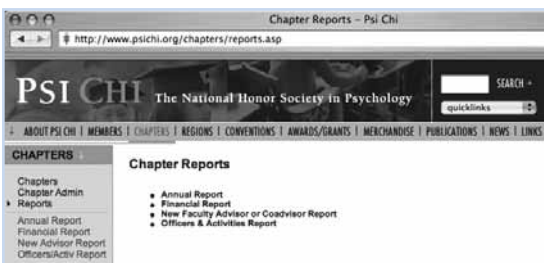 Chapter Reports – Psi Chi
http://www.psichi.org/chapters/reports.asp
PSI CHI The National Honor Society in Psychology
SEARCH
quicklinks
ABOUT PSI CHI | MEMBERS | CHAPTERS | REGIONS | CONVENTIONS | AWARDS/GRANTS | MERCHANDISE | PUBLICATIONS | NEWS | LINKS
CHAPTERS
Chapters
Chapter Admin
Reports
Annual Report
Financial Report
New Advisor Report
Officers/Activ Report
Chapter Reports
• Annual Report
• Financial Report
• New Faculty Advisor or Coadvisor Report
• Officers & Activities Report